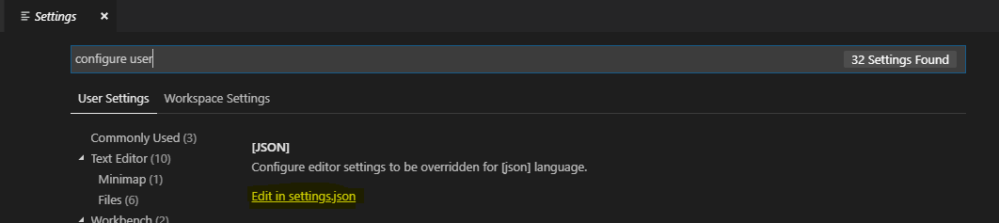 Settings
configure user
32 Settings Found
User Settings Workspace Settings
Commonly Used (3)
Text Editor (10)
Minimap (1)
Files (6)
Workbench (2)
[JSON]
Configure editor settings to be overridden for [json] language.
Edit in settings.json